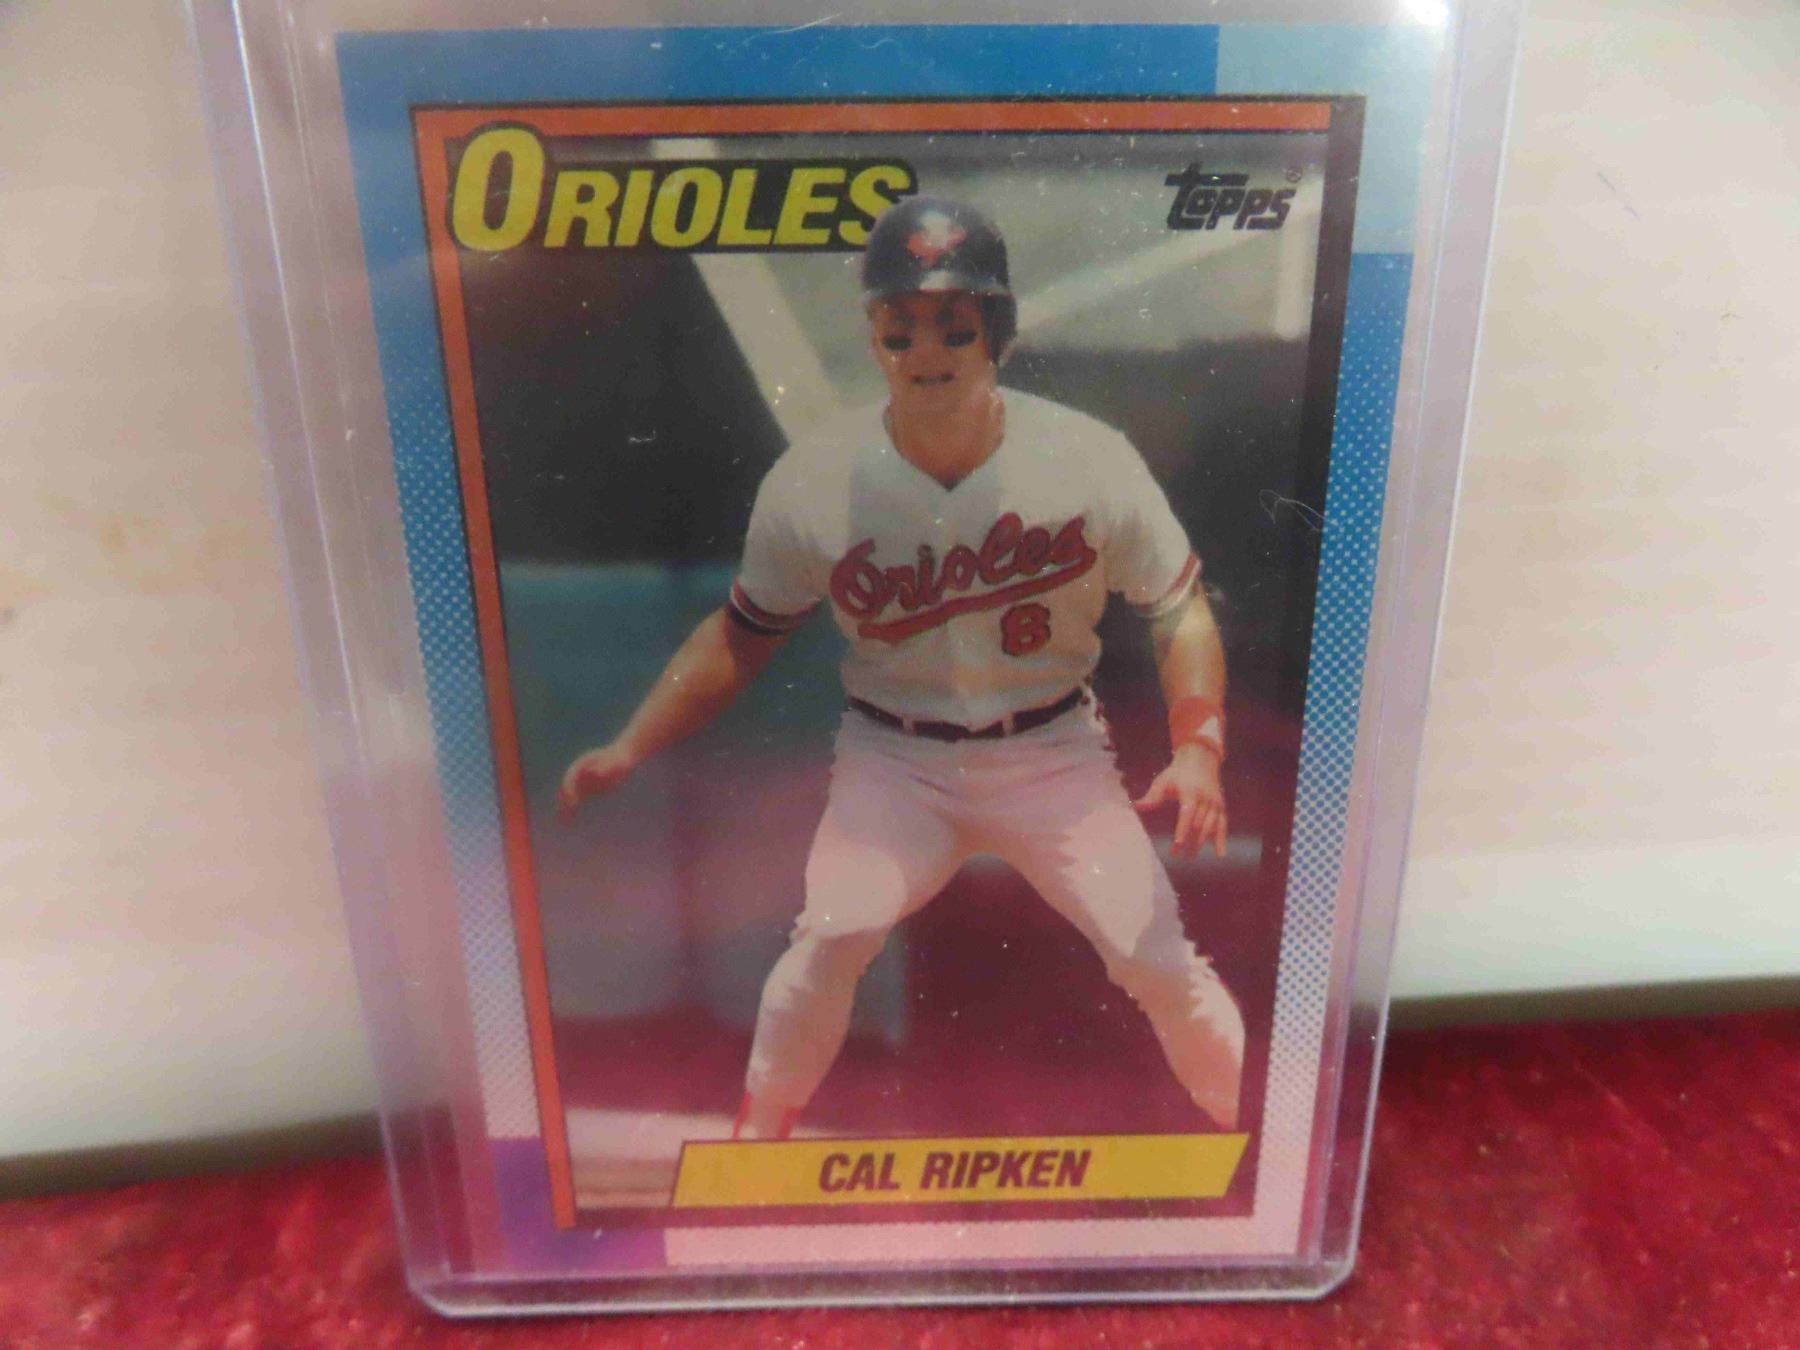 ORIOLES
topps®
Orioles
8
CAL RIPKEN